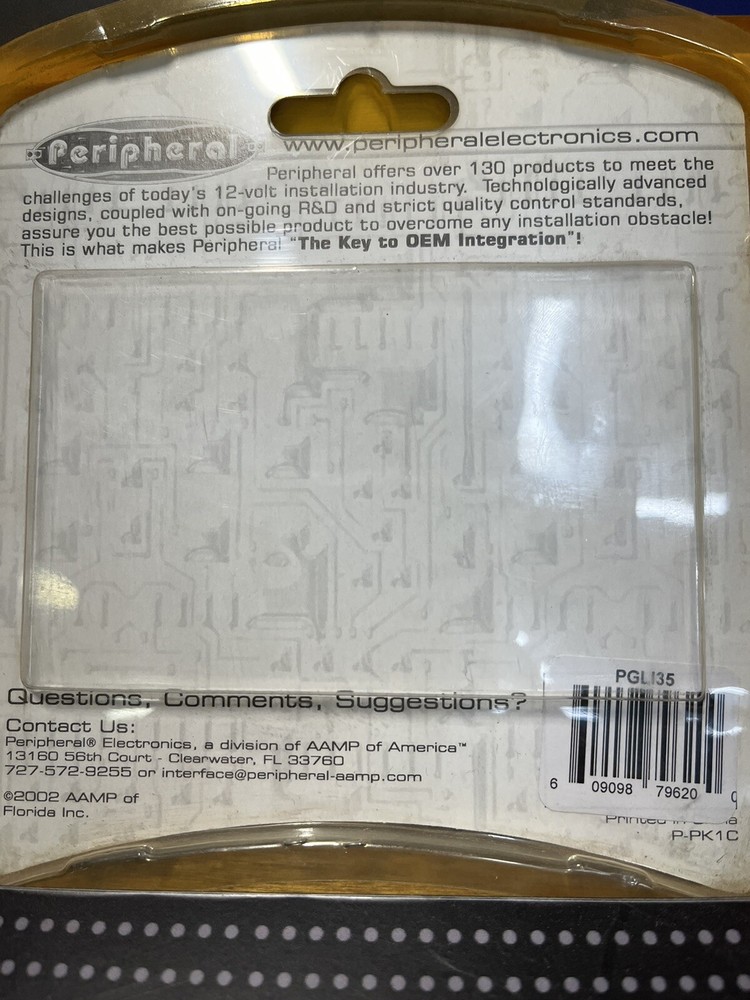 Peripheral
www.peripheralelectronics.com
Peripheral offers over 130 products to meet the
challenges of today's 12-volt installation industry. Technologically advanced
designs, coupled with on-going R&D and strict quality control standards,
assure you the best possible product to overcome any installation obstacle!
This is what makes Peripheral "The Key to OEM Integration"!
Questions, Comments, Suggestions?
Contact Us:
Peripheral® Electronics, a division of AAMP of America™
13160 56th Court - Clearwater, FL 33760
727-572-9255 or interface@peripheral-aamp.com
©2002 AAMP of
Florida Inc.
PGLI35
6 09098 79620 9
Printed in China
P-PK1C